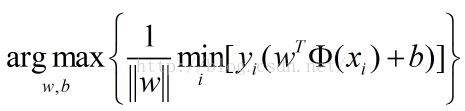 arg max_{w,b} { 1/‖w‖ min_i [y_i(w^T Φ(x_i) + b)] }